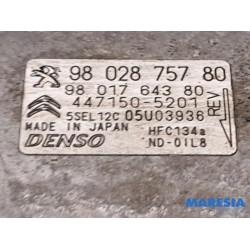 98 028 757 80
98 017 643 80
447150-5201
5SEL12C 05U03936
REV
MADE IN JAPAN HFC134a
DENSO ND-OIL8
MARESIA